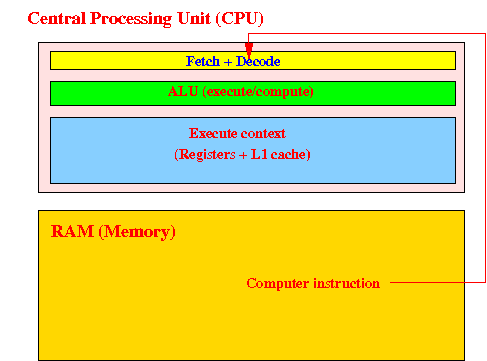 Central Processing Unit (CPU)
Fetch + Decode
ALU (execute/compute)
Execute context
(Registers + L1 cache)
RAM (Memory)
Computer instruction